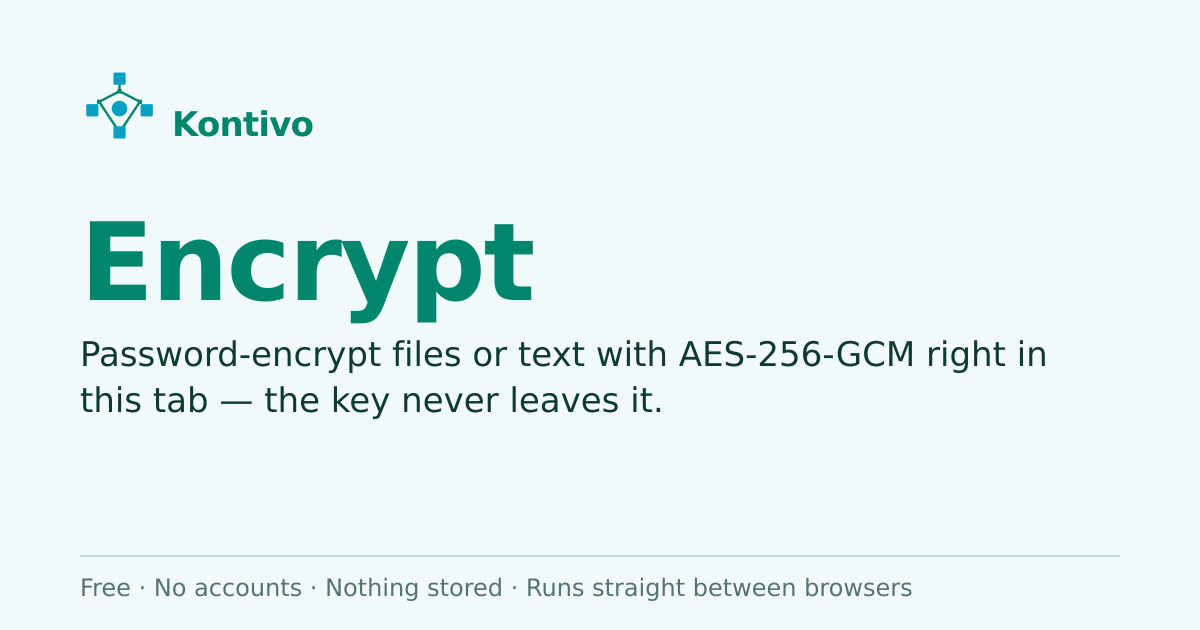 Kontivo
Encrypt
Password-encrypt files or text with AES-256-GCM right in
this tab — the key never leaves it.
Free · No accounts · Nothing stored · Runs straight between browsers